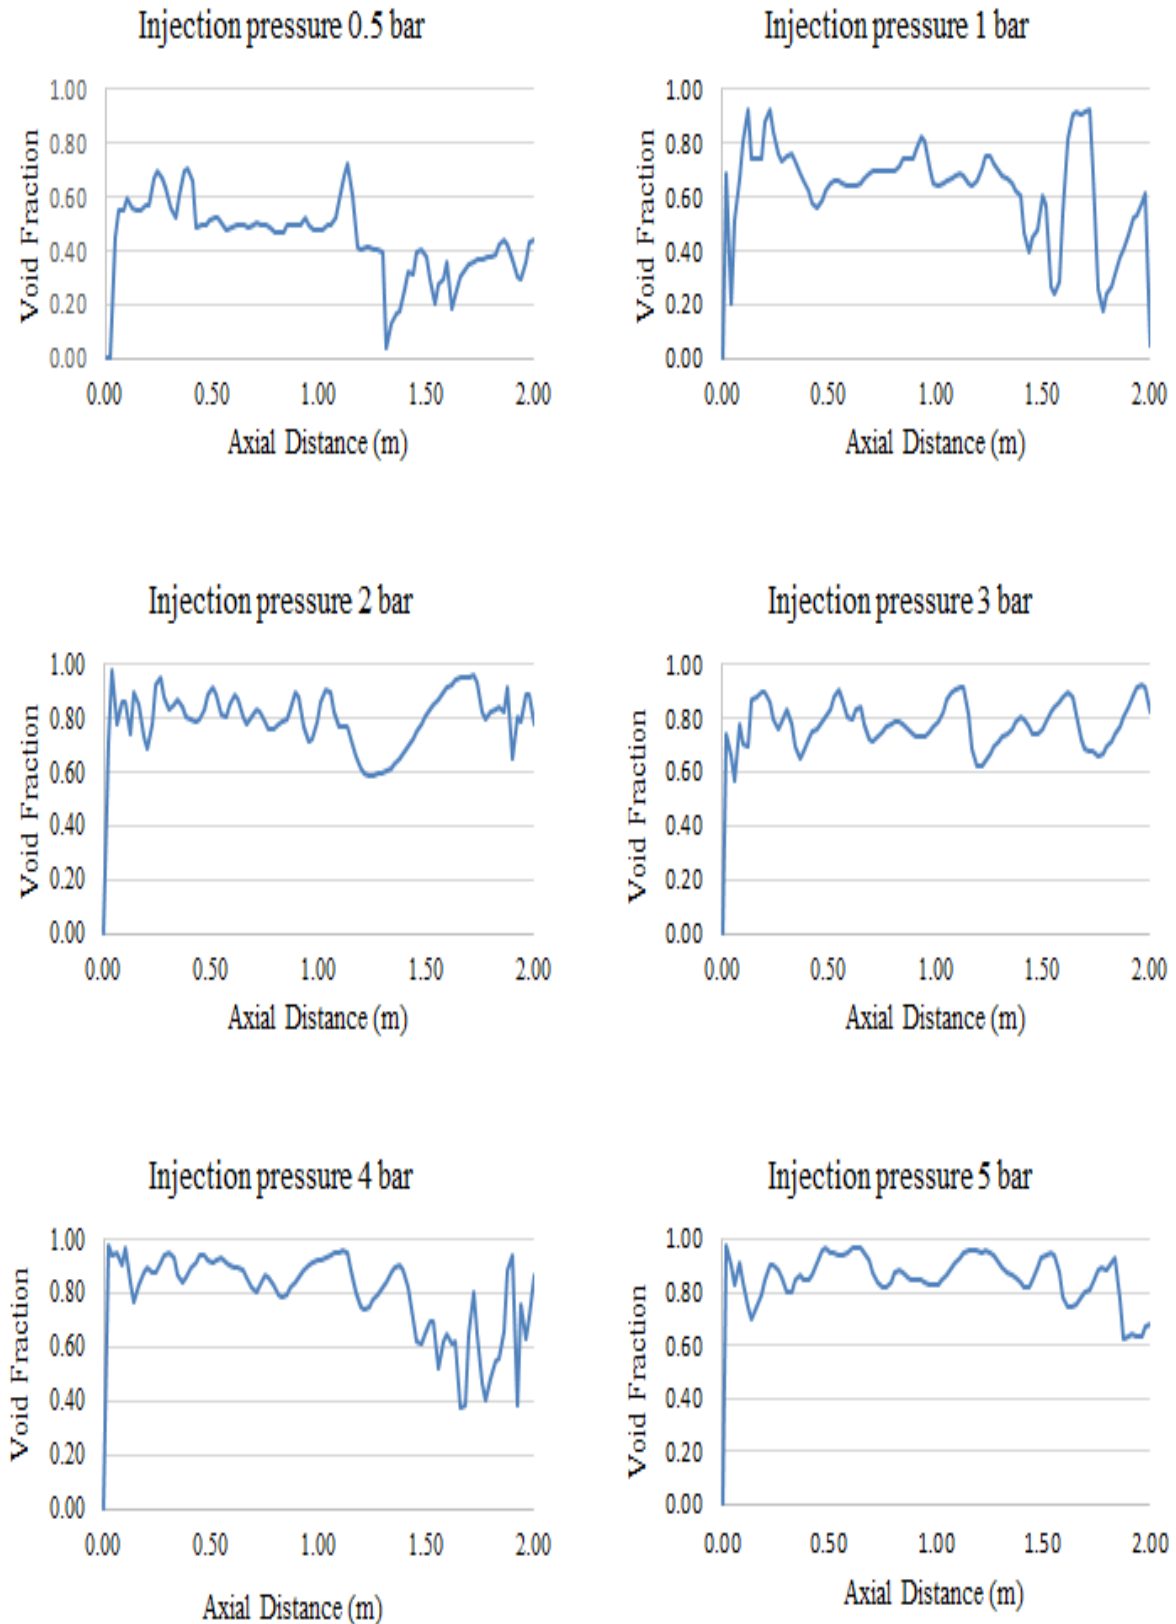 Injection pressure 0.5 bar
1.00
0.80
0.60
0.40
0.20
0.00
Void Fraction
0.00 0.50 1.00 1.50 2.00
Axial Distance (m)
Injection pressure 1 bar
1.00
0.80
0.60
0.40
0.20
0.00
Void Fraction
0.00 0.50 1.00 1.50 2.00
Axial Distance (m)
Injection pressure 2 bar
1.00
0.80
0.60
0.40
0.20
0.00
Void Fraction
0.00 0.50 1.00 1.50 2.00
Axial Distance (m)
Injection pressure 3 bar
1.00
0.80
0.60
0.40
0.20
0.00
Void Fraction
0.00 0.50 1.00 1.50 2.00
Axial Distance (m)
Injection pressure 4 bar
1.00
0.80
0.60
0.40
0.20
0.00
Void Fraction
0.00 0.50 1.00 1.50 2.00
Axial Distance (m)
Injection pressure 5 bar
1.00
0.80
0.60
0.40
0.20
0.00
Void Fraction
0.00 0.50 1.00 1.50 2.00
Axial Distance (m)